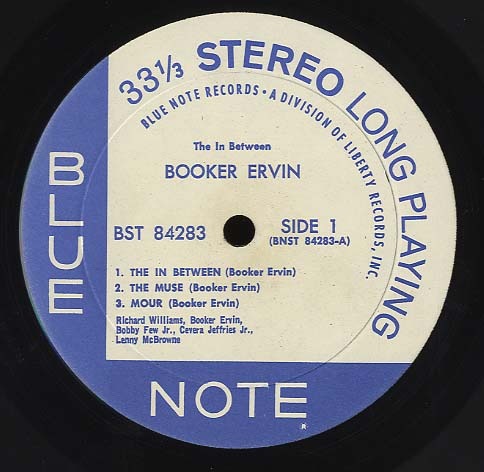 33 1/3 STEREO LONG PLAYING
BLUE NOTE RECORDS • A DIVISION OF LIBERTY RECORDS, INC.
The In Between
BOOKER ERVIN
BST 84283
SIDE 1
(BNST 84283-A)
1. THE IN BETWEEN (Booker Ervin)
2. THE MUSE (Booker Ervin)
3. MOUR (Booker Ervin)
Richard Williams, Booker Ervin,
Bobby Few Jr., Cevera Jeffries Jr.,
Lenny McBrowne
BLUE
NOTE
R